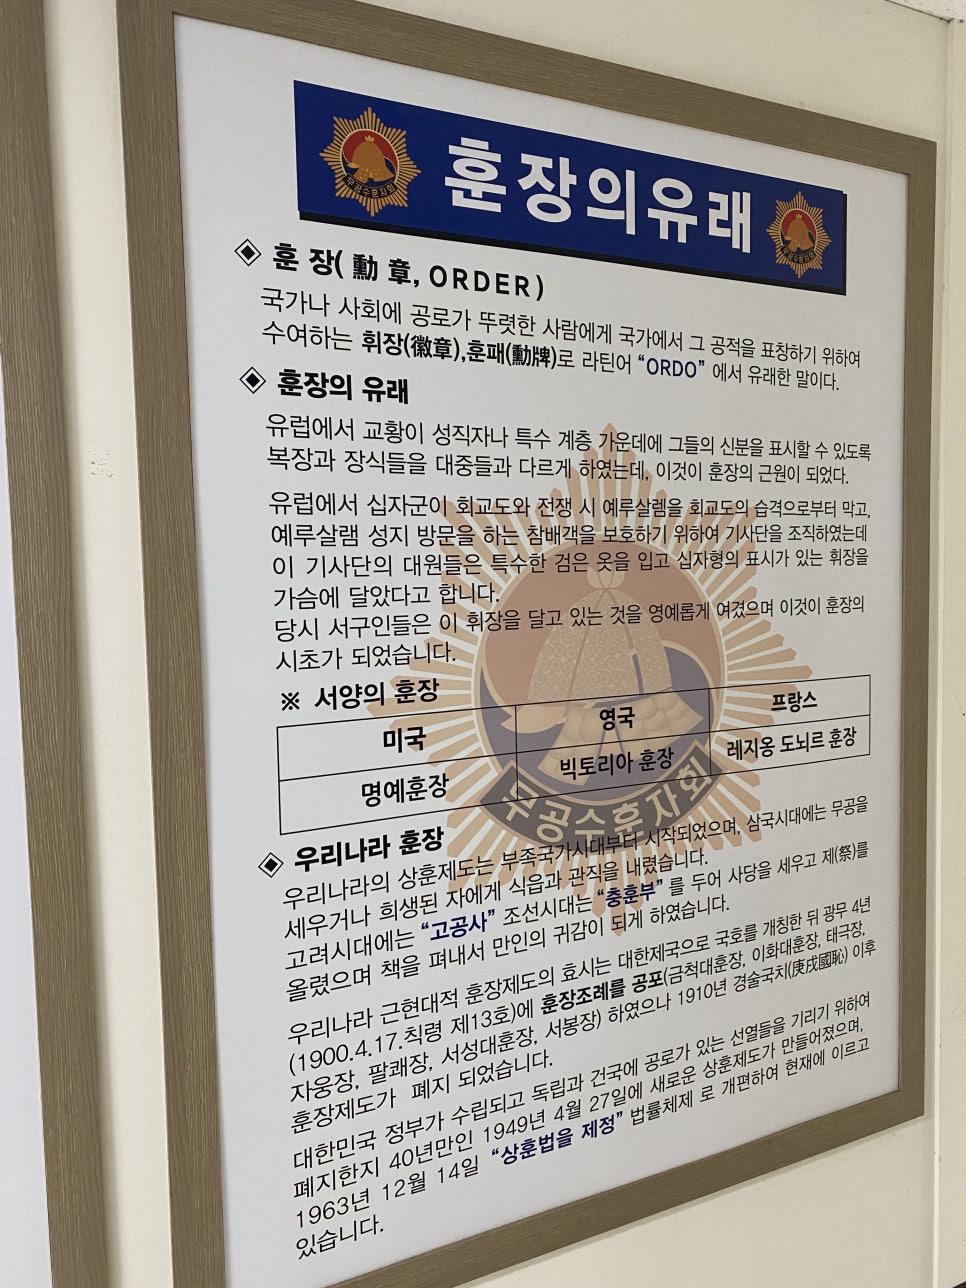 훈장의유래
무공수훈자회
◈ 훈 장( 勳 章, ORDER )
국가나 사회에 공로가 뚜렷한 사람에게 국가에서 그 공적을 표창하기 위하여
수여하는 휘장(徽章),훈패(勳牌)로 라틴어 “ORDO” 에서 유래한 말이다.
◈ 훈장의 유래
유럽에서 교황이 성직자나 특수 계층 가운데에 그들의 신분을 표시할 수 있도록
복장과 장식들을 대중들과 다르게 하였는데, 이것이 훈장의 근원이 되었다.
유럽에서 십자군이 회교도와 전쟁 시 예루살렘을 회교도의 습격으로부터 막고,
예루살램 성지 방문을 하는 참배객을 보호하기 위하여 기사단을 조직하였는데
이 기사단의 대원들은 특수한 검은 옷을 입고 십자형의 표시가 있는 휘장을
가슴에 달았다고 합니다.
당시 서구인들은 이 휘장을 달고 있는 것을 영예롭게 여겼으며 이것이 훈장의
시초가 되었습니다.
※ 서양의 훈장
미국 영국 프랑스
명예훈장 빅토리아 훈장 레지옹 도뇌르 훈장
무공수훈자회
◈ 우리나라 훈장
우리나라의 상훈제도는 부족국가시대부터 시작되었으며, 삼국시대에는 무공을
세우거나 희생된 자에게 식읍과 관직을 내렸습니다.
고려시대에는 “고공사” 조선시대는 “충훈부” 를 두어 사당을 세우고 제(祭)를
올렸으며 책을 펴내서 만인의 귀감이 되게 하였습니다.
우리나라 근현대적 훈장제도의 효시는 대한제국으로 국호를 개칭한 뒤 광무 4년
(1900.4.17.칙령 제13호)에 훈장조례를 공포(금척대훈장, 이화대훈장, 태극장,
자웅장, 팔쾌장, 서성대훈장, 서봉장) 하였으나 1910년 경술국치(庚戌國恥) 이후
훈장제도가 폐지 되었습니다.
대한민국 정부가 수립되고 독립과 건국에 공로가 있는 선열들을 기리기 위하여
폐지한지 40년만인 1949년 4월 27일에 새로운 상훈제도가 만들어졌으며,
1963년 12월 14일 “상훈법을 제정” 법률체제 로 개편하여 현재에 이르고
있습니다.